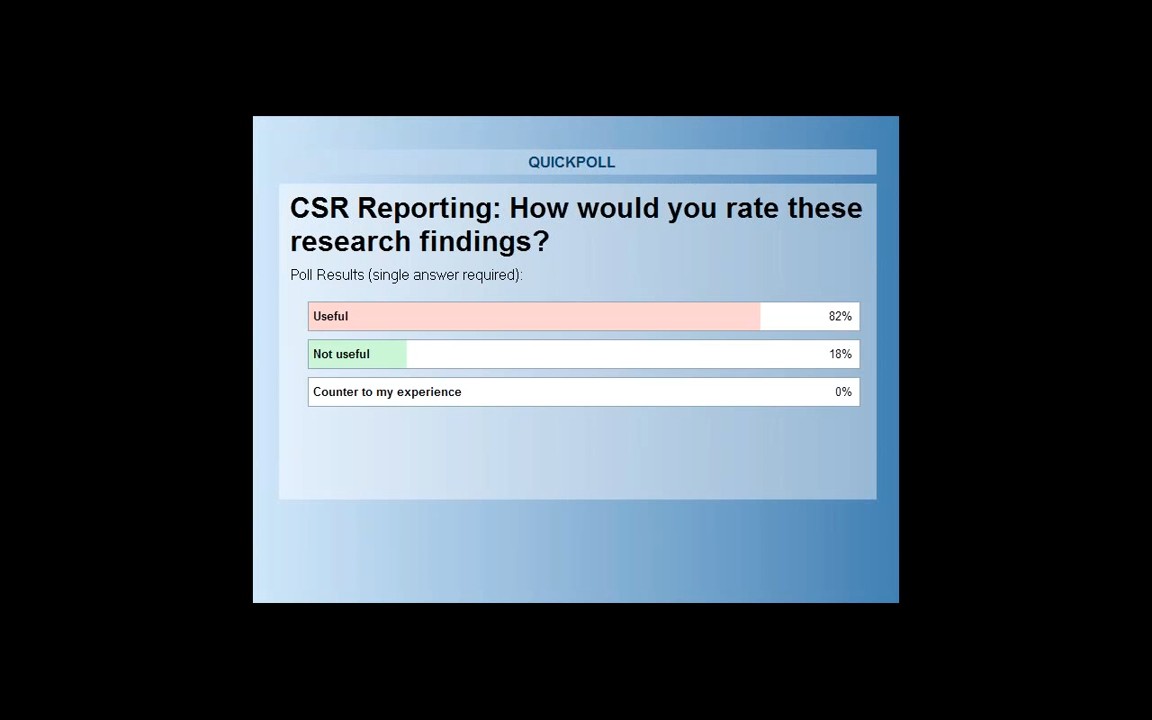 QUICKPOLL
CSR Reporting: How would you rate these
research findings?
Poll Results (single answer required):
Useful 82%
Not useful 18%
Counter to my experience 0%